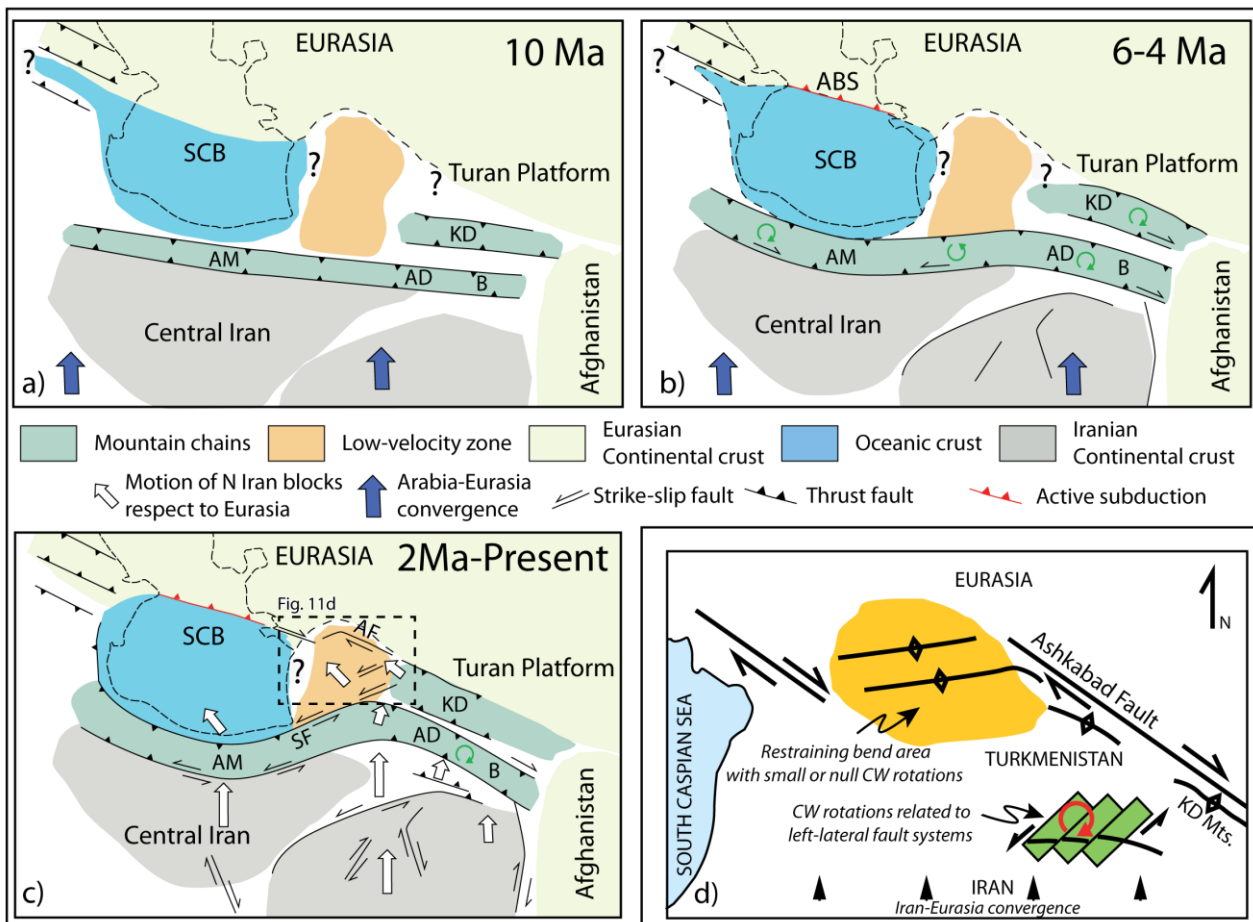 EURASIA
10 Ma
?
SCB
?
?
Turan Platform
KD
AM
AD
B
Central Iran
Afghanistan
a)
EURASIA
6-4 Ma
?
ABS
SCB
?
?
Turan Platform
KD
AM
AD
B
Central Iran
Afghanistan
b)
Mountain chains
Low-velocity zone
Eurasian
Continental crust
Oceanic crust
Iranian
Continental crust
Motion of N Iran blocks
respect to Eurasia
Arabia-Eurasia
convergence
Strike-slip fault
Thrust fault
Active subduction
EURASIA
2Ma-Present
Fig. 11d
AF
SCB
?
Turan Platform
KD
SF
AD
AM
B
Central Iran
Afghanistan
c)
EURASIA
N
Ashkabad Fault
SOUTH CASPIAN SEA
Restraining bend area
with small or null CW rotations
TURKMENISTAN
CW rotations related to
left-lateral fault systems
KD Mts.
IRAN
Iran-Eurasia convergence
d)